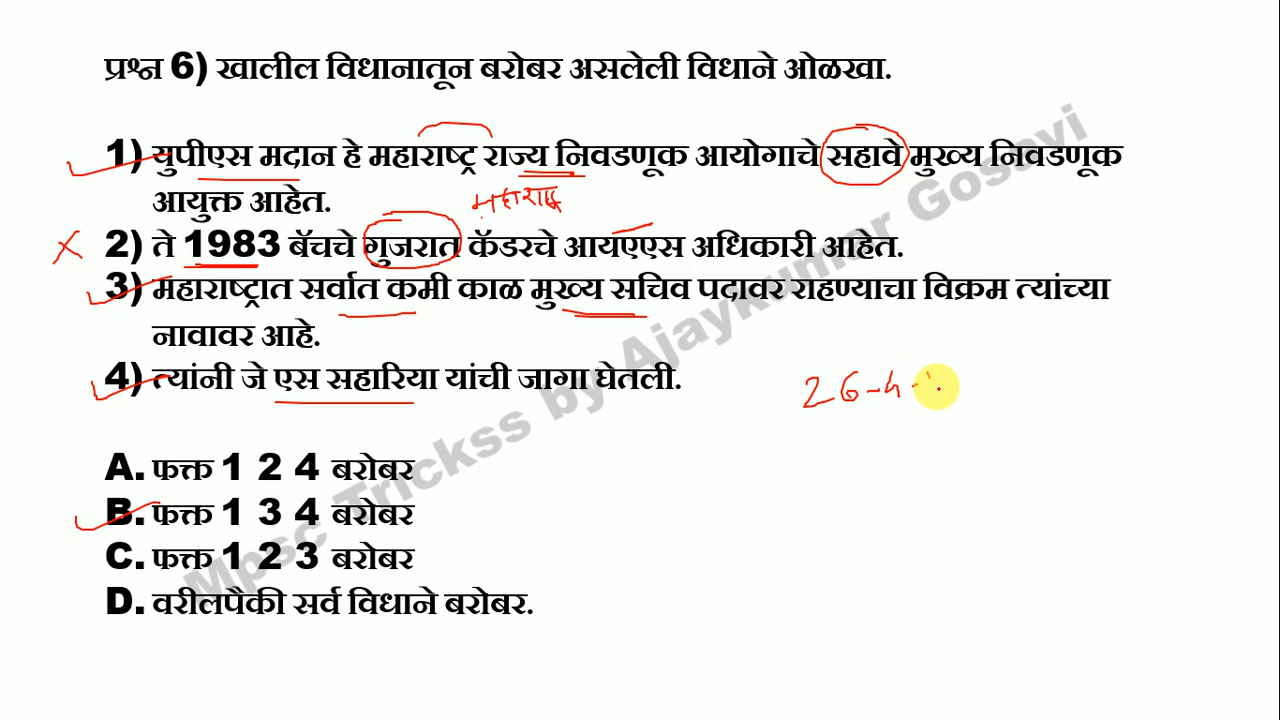 प्रश्न 6) खालील विधानातून बरोबर असलेली विधाने ओळखा.
1) युपीएस मदान हे महाराष्ट्र राज्य निवडणूक आयोगाचे सहावे मुख्य निवडणूक
आयुक्त आहेत.
महाराष्ट्र
2) ते 1983 बॅचचे गुजरात कॅडरचे आयएएस अधिकारी आहेत.
3) महाराष्ट्रात सर्वात कमी काळ मुख्य सचिव पदावर राहण्याचा विक्रम त्यांच्या
नावावर आहे.
4) त्यांनी जे एस सहारिया यांची जागा घेतली.
26-4-
A. फक्त 1 2 4 बरोबर
B. फक्त 1 3 4 बरोबर
C. फक्त 1 2 3 बरोबर
D. वरीलपैकी सर्व विधाने बरोबर.
Mpsc Trickss by Ajaykumar Gosavi